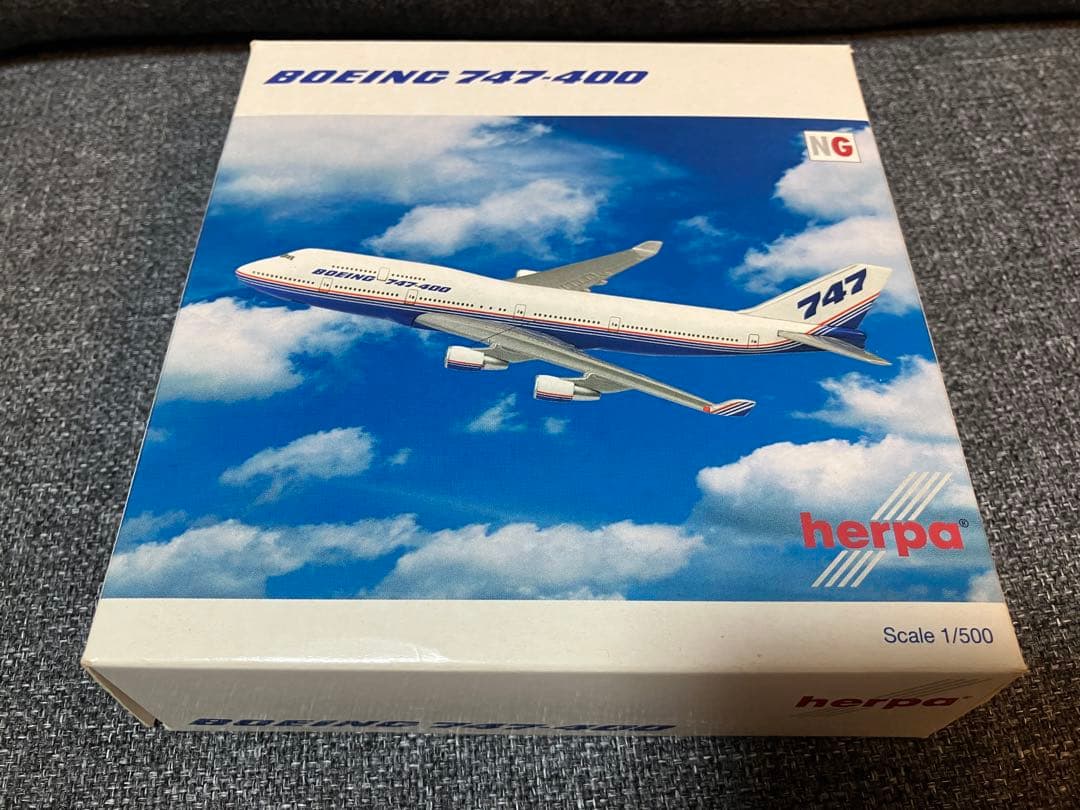 BOEING 747-400
NG
BOEING 747-400
747
herpa®
Scale 1/500
herpa
BOEING 747-400